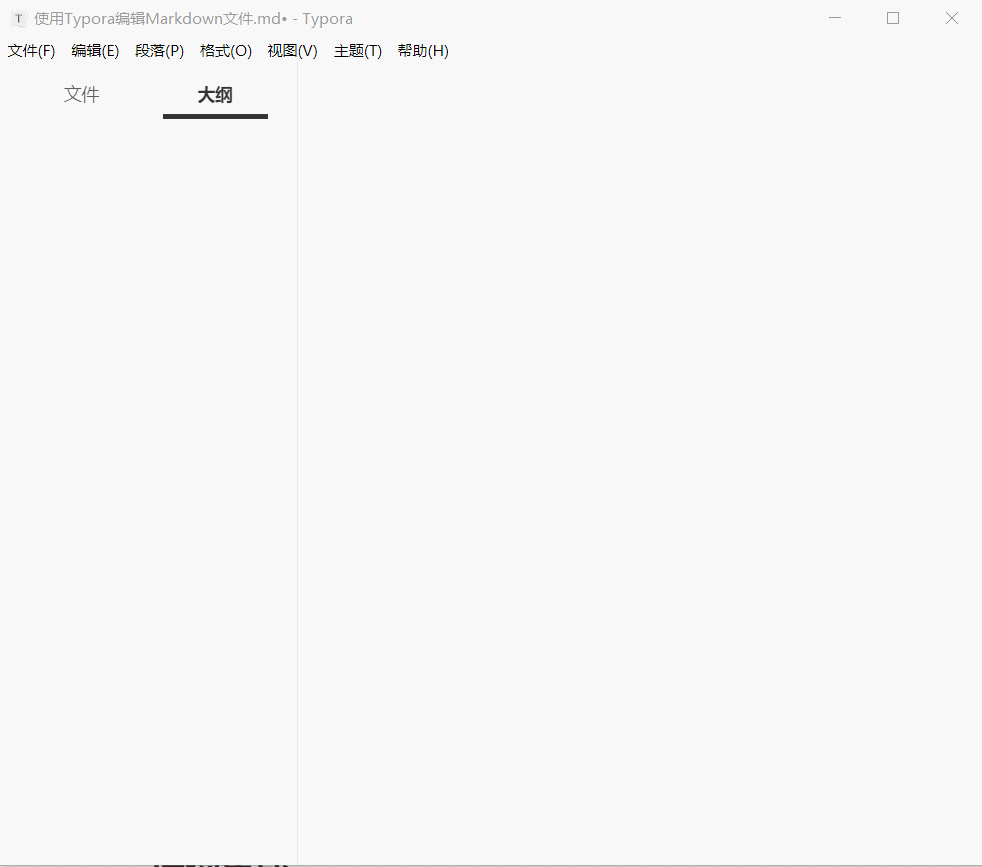 T 使用Typora编辑Markdown文件.md• - Typora
文件(F) 编辑(E) 段落(P) 格式(O) 视图(V) 主题(T) 帮助(H)
文件 大纲